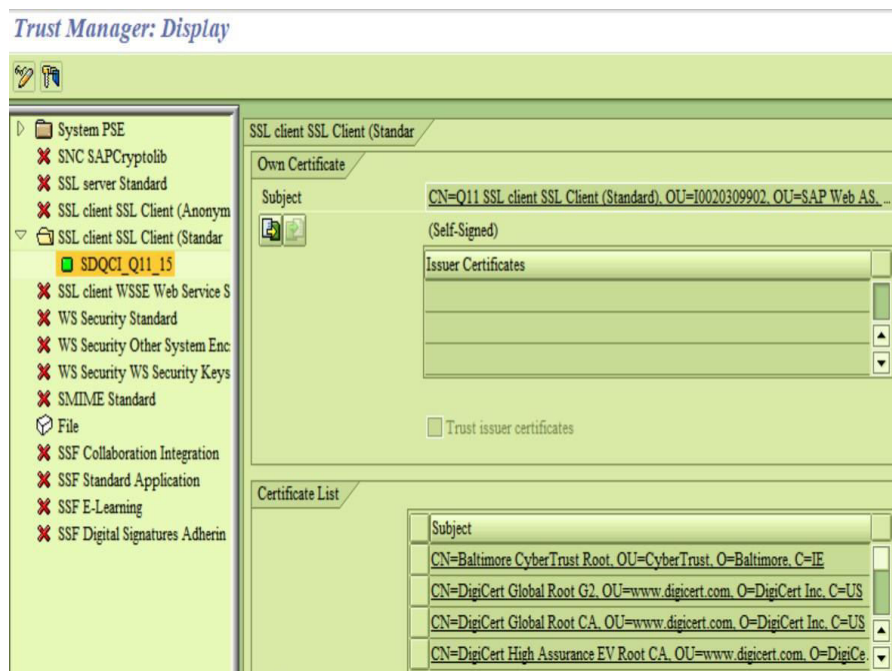 Trust Manager: Display
System PSE
SNC SAPCryptolib
SSL server Standard
SSL client SSL Client (Anonym
SSL client SSL Client (Standar
SDQCI_Q11_15
SSL client WSSE Web Service S
WS Security Standard
WS Security Other System Enc
WS Security WS Security Keys
SMIME Standard
File
SSF Collaboration Integration
SSF Standard Application
SSF E-Learning
SSF Digital Signatures Adherin
SSL client SSL Client (Standar
Own Certificate
Subject
CN=Q11 SSL client SSL Client (Standard), OU=I0020309902, OU=SAP Web AS, ...
(Self-Signed)
Issuer Certificates
Trust issuer certificates
Certificate List
Subject
CN=Baltimore CyberTrust Root, OU=CyberTrust, O=Baltimore, C=IE
CN=DigiCert Global Root G2, OU=www.digicert.com, O=DigiCert Inc, C=US
CN=DigiCert Global Root CA, OU=www.digicert.com, O=DigiCert Inc, C=US
CN=DigiCert High Assurance EV Root CA, OU=www.digicert.com, O=DigiCe.